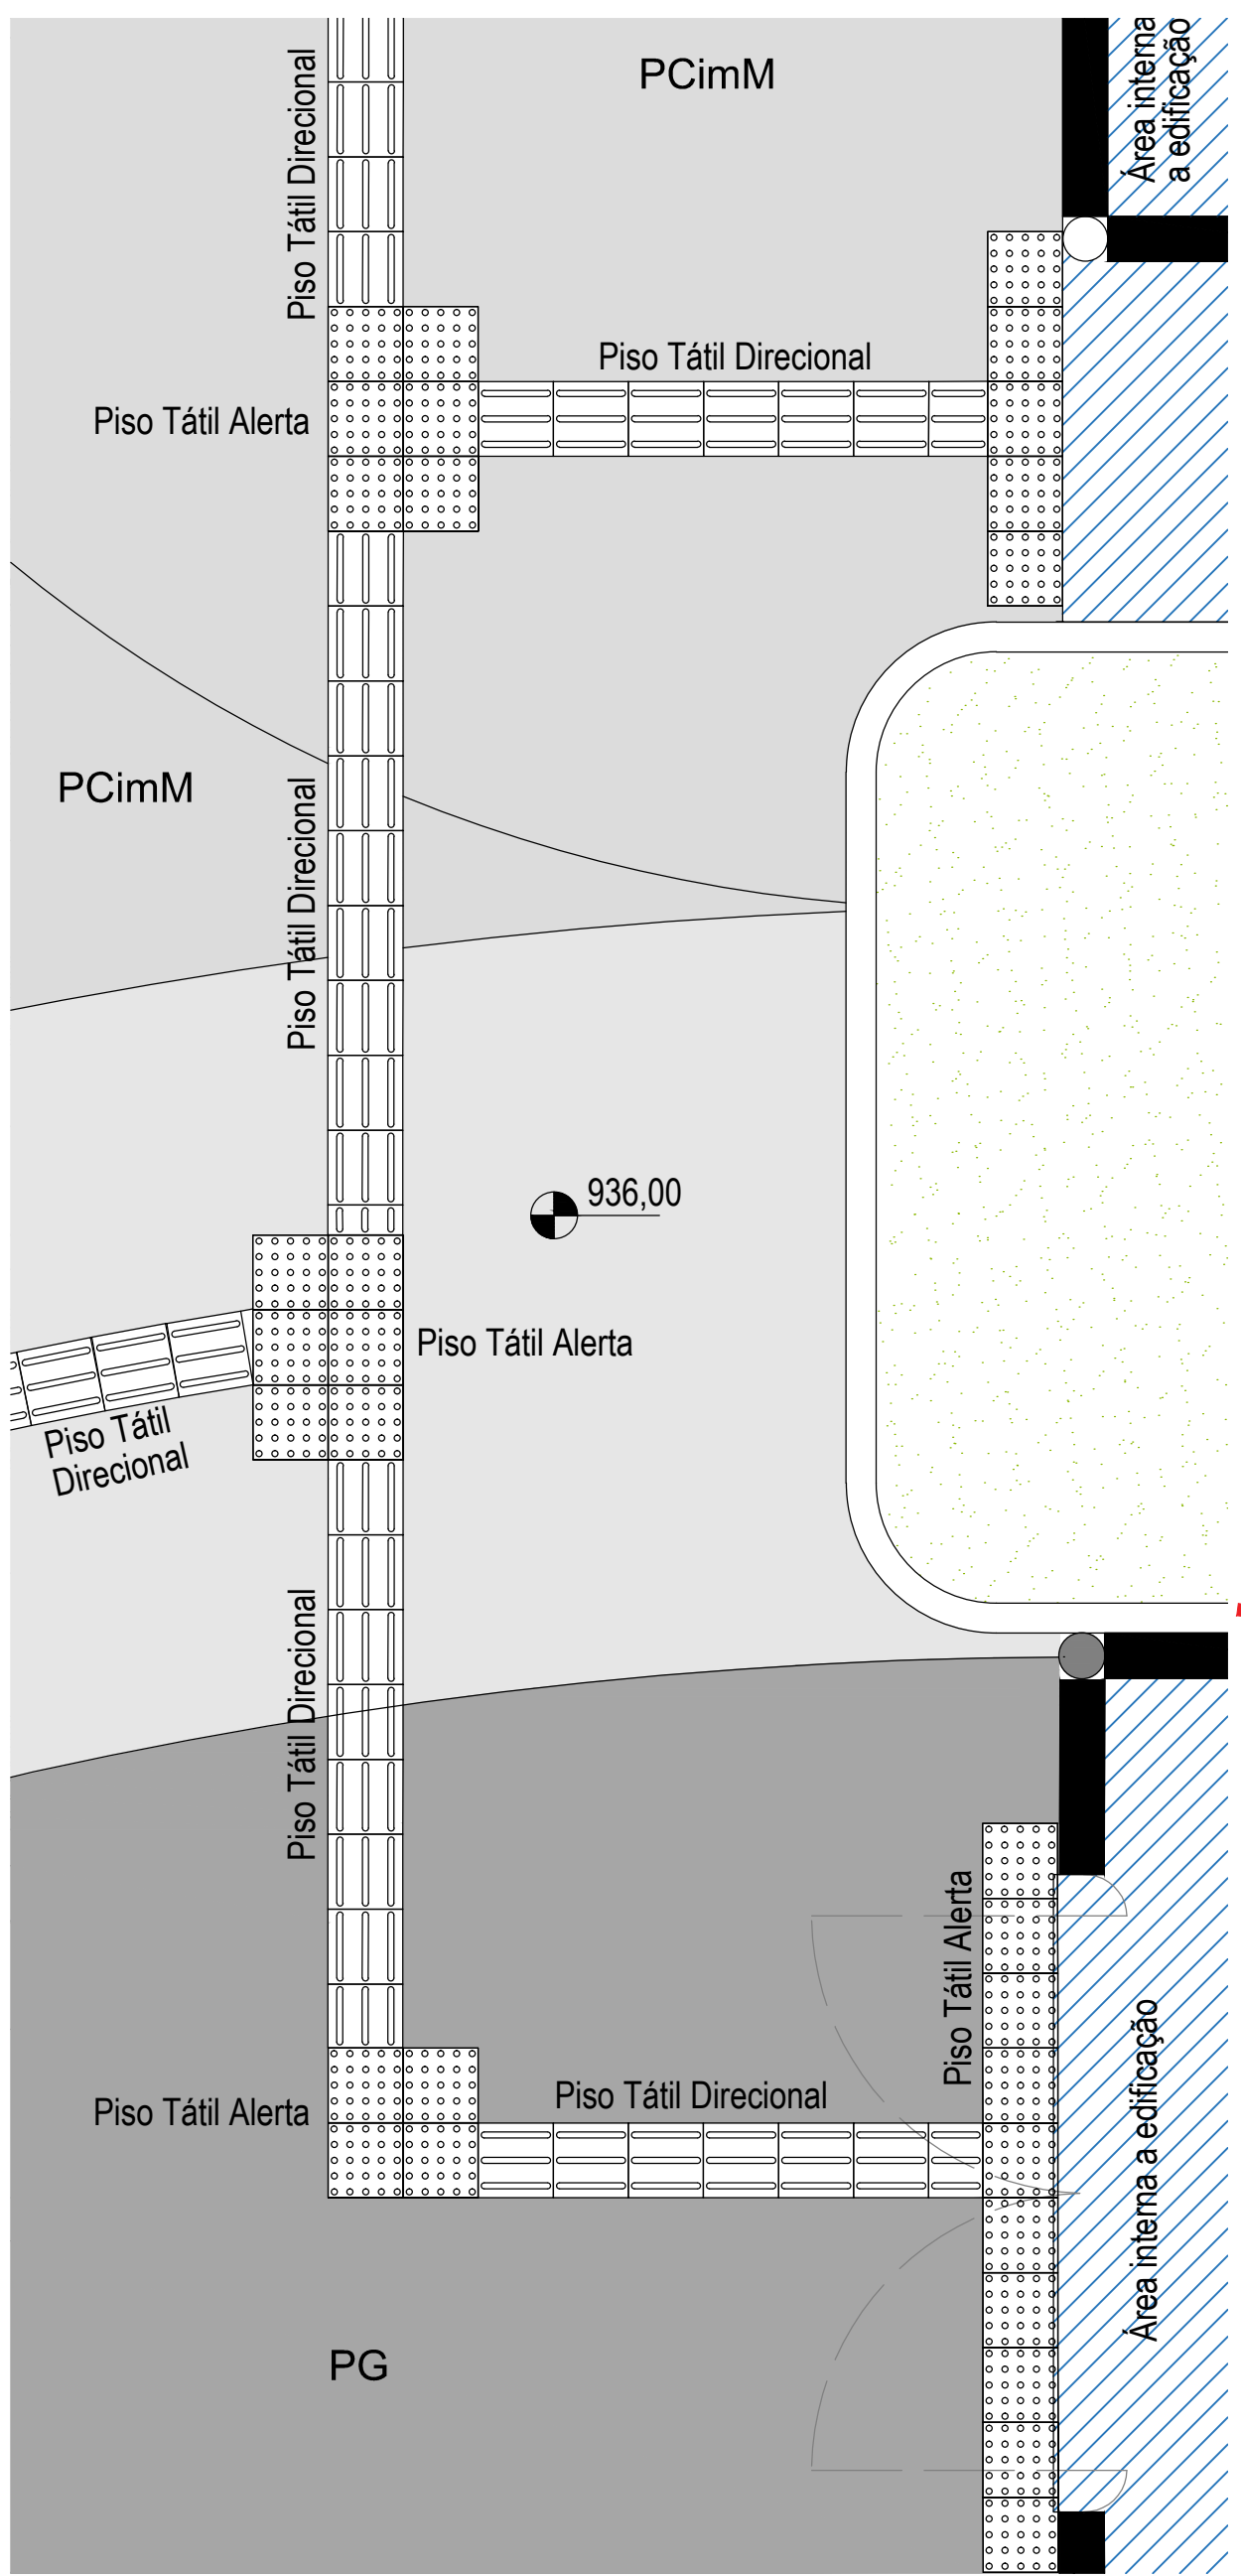 PCimM
Área interna
a edificação
Piso Tátil Direcional
Piso Tátil Direcional
Piso Tátil Alerta
PCimM
Piso Tátil Direcional
936,00
Piso Tátil Alerta
Piso Tátil
Direcional
Piso Tátil Direcional
Piso Tátil Alerta
Piso Tátil Direcional
Piso Tátil Alerta
Área interna a edificação
PG